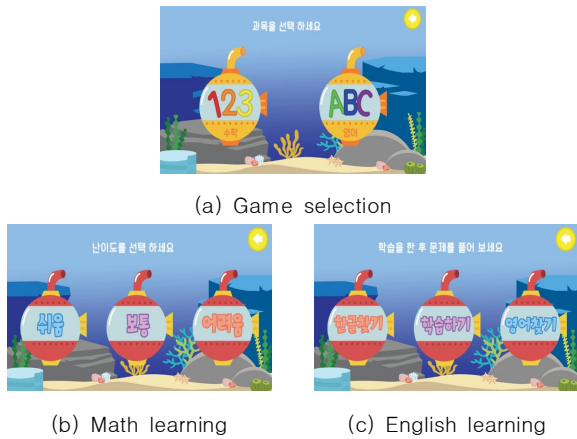 과목을 선택 하세요
123
수학
ABC
영어
(a) Game selection
난이도를 선택 하세요
쉬움
보통
어려움
(b) Math learning
학습을 한 후 문제를 풀어 보세요
한글찾기
학습하기
영어찾기
(c) English learning